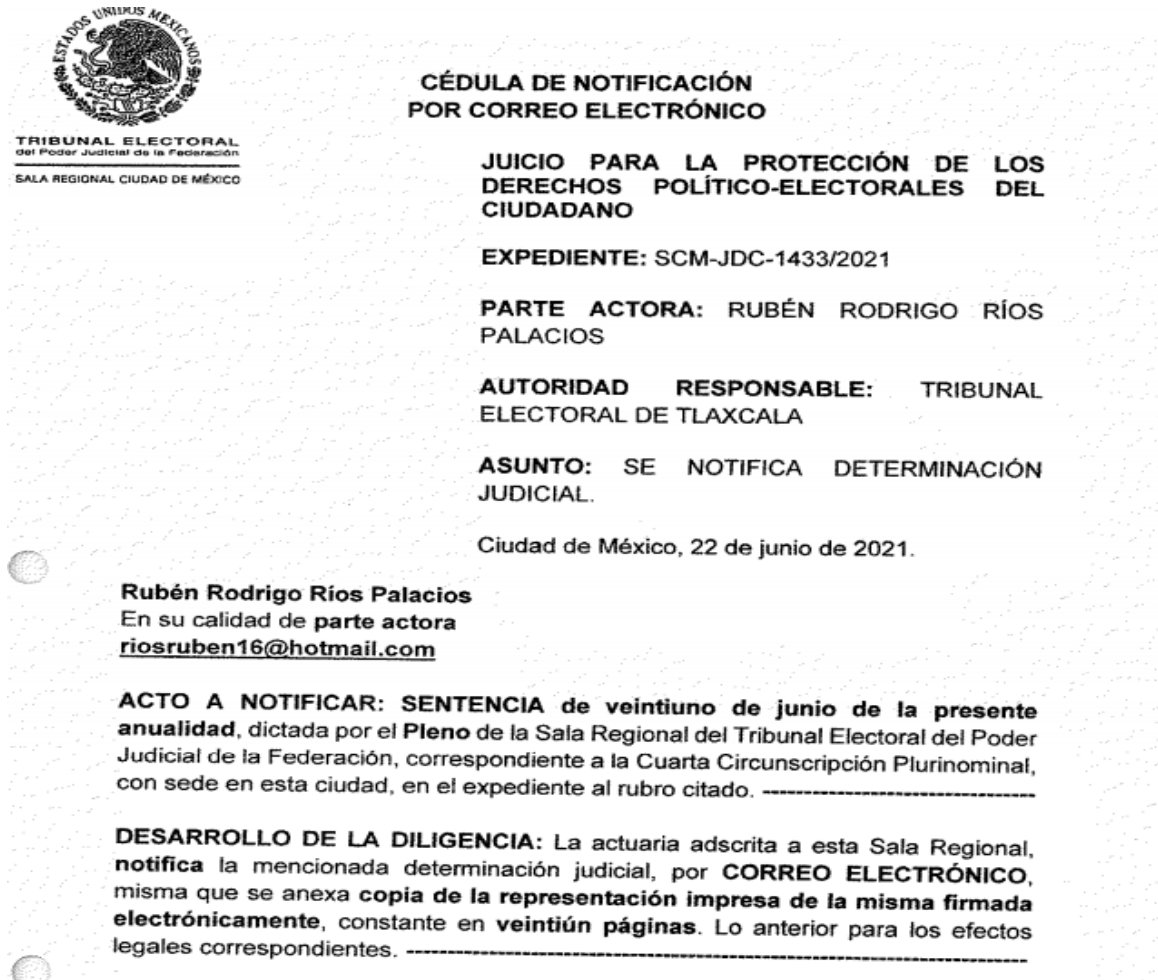 ESTADOS UNIDOS MEXICANOS
TRIBUNAL ELECTORAL
del Poder Judicial de la Federación
SALA REGIONAL CIUDAD DE MÉXICO
CÉDULA DE NOTIFICACIÓN
POR CORREO ELECTRÓNICO
JUICIO PARA LA PROTECCIÓN DE LOS
DERECHOS POLÍTICO-ELECTORALES DEL
CIUDADANO
EXPEDIENTE: SCM-JDC-1433/2021
PARTE ACTORA: RUBÉN RODRIGO RÍOS
PALACIOS
AUTORIDAD RESPONSABLE: TRIBUNAL
ELECTORAL DE TLAXCALA
ASUNTO: SE NOTIFICA DETERMINACIÓN
JUDICIAL.
Ciudad de México, 22 de junio de 2021.
Rubén Rodrigo Ríos Palacios
En su calidad de parte actora
riosruben16@hotmail.com
ACTO A NOTIFICAR: SENTENCIA de veintiuno de junio de la presente
anualidad, dictada por el Pleno de la Sala Regional del Tribunal Electoral del Poder
Judicial de la Federación, correspondiente a la Cuarta Circunscripción Plurinominal,
con sede en esta ciudad, en el expediente al rubro citado. ---------------------------------
DESARROLLO DE LA DILIGENCIA: La actuaria adscrita a esta Sala Regional,
notifica la mencionada determinación judicial, por CORREO ELECTRÓNICO,
misma que se anexa copia de la representación impresa de la misma firmada
electrónicamente, constante en veintiún páginas. Lo anterior para los efectos
legales correspondientes. ---------------------------------------------------------------------------